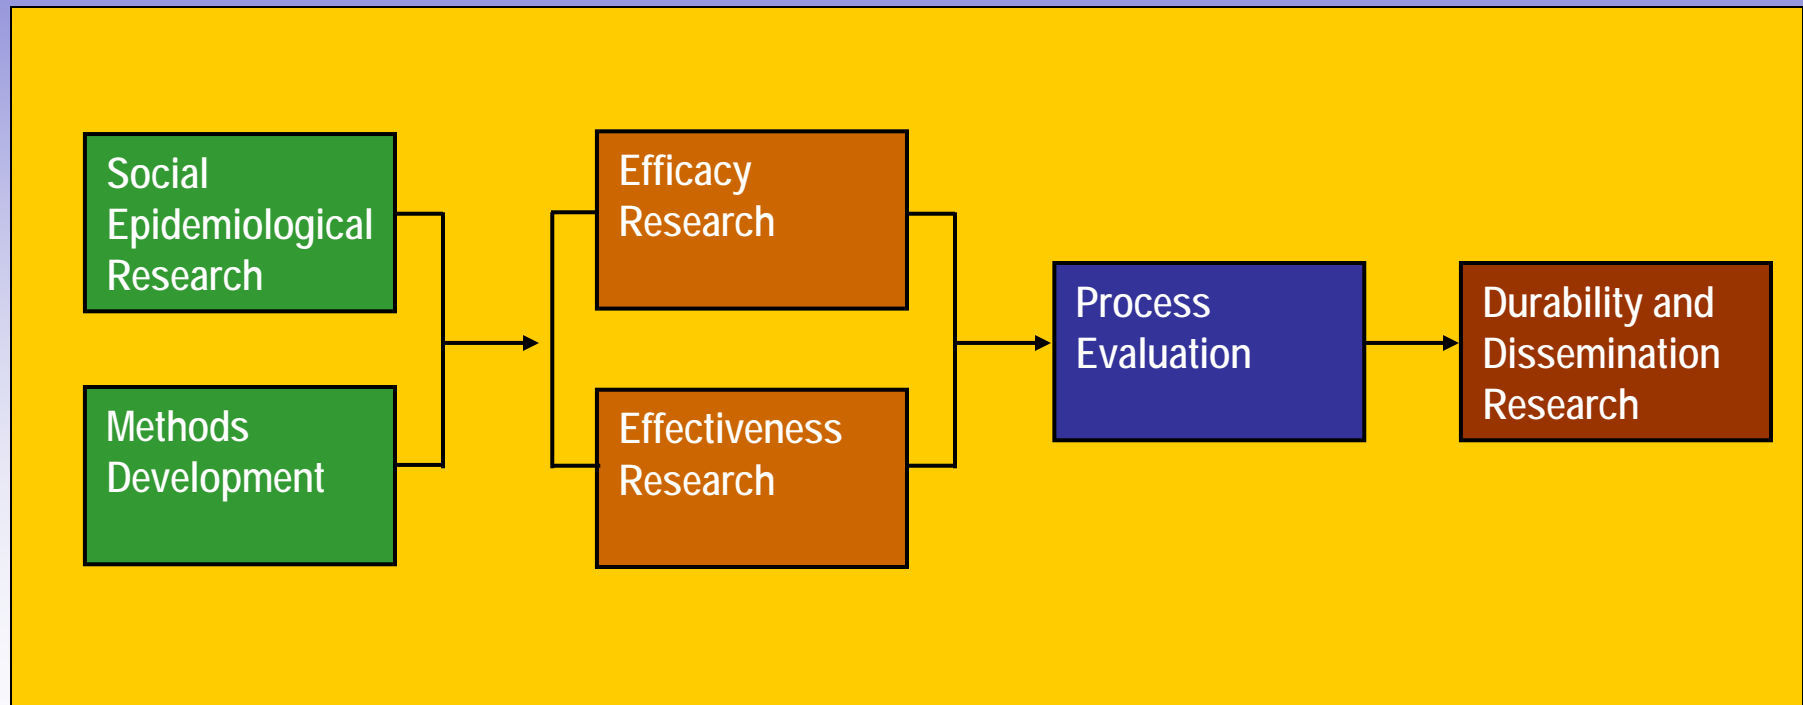 Social
Epidemiological
Research
Methods
Development
Efficacy
Research
Effectiveness
Research
Process
Evaluation
Durability and
Dissemination
Research